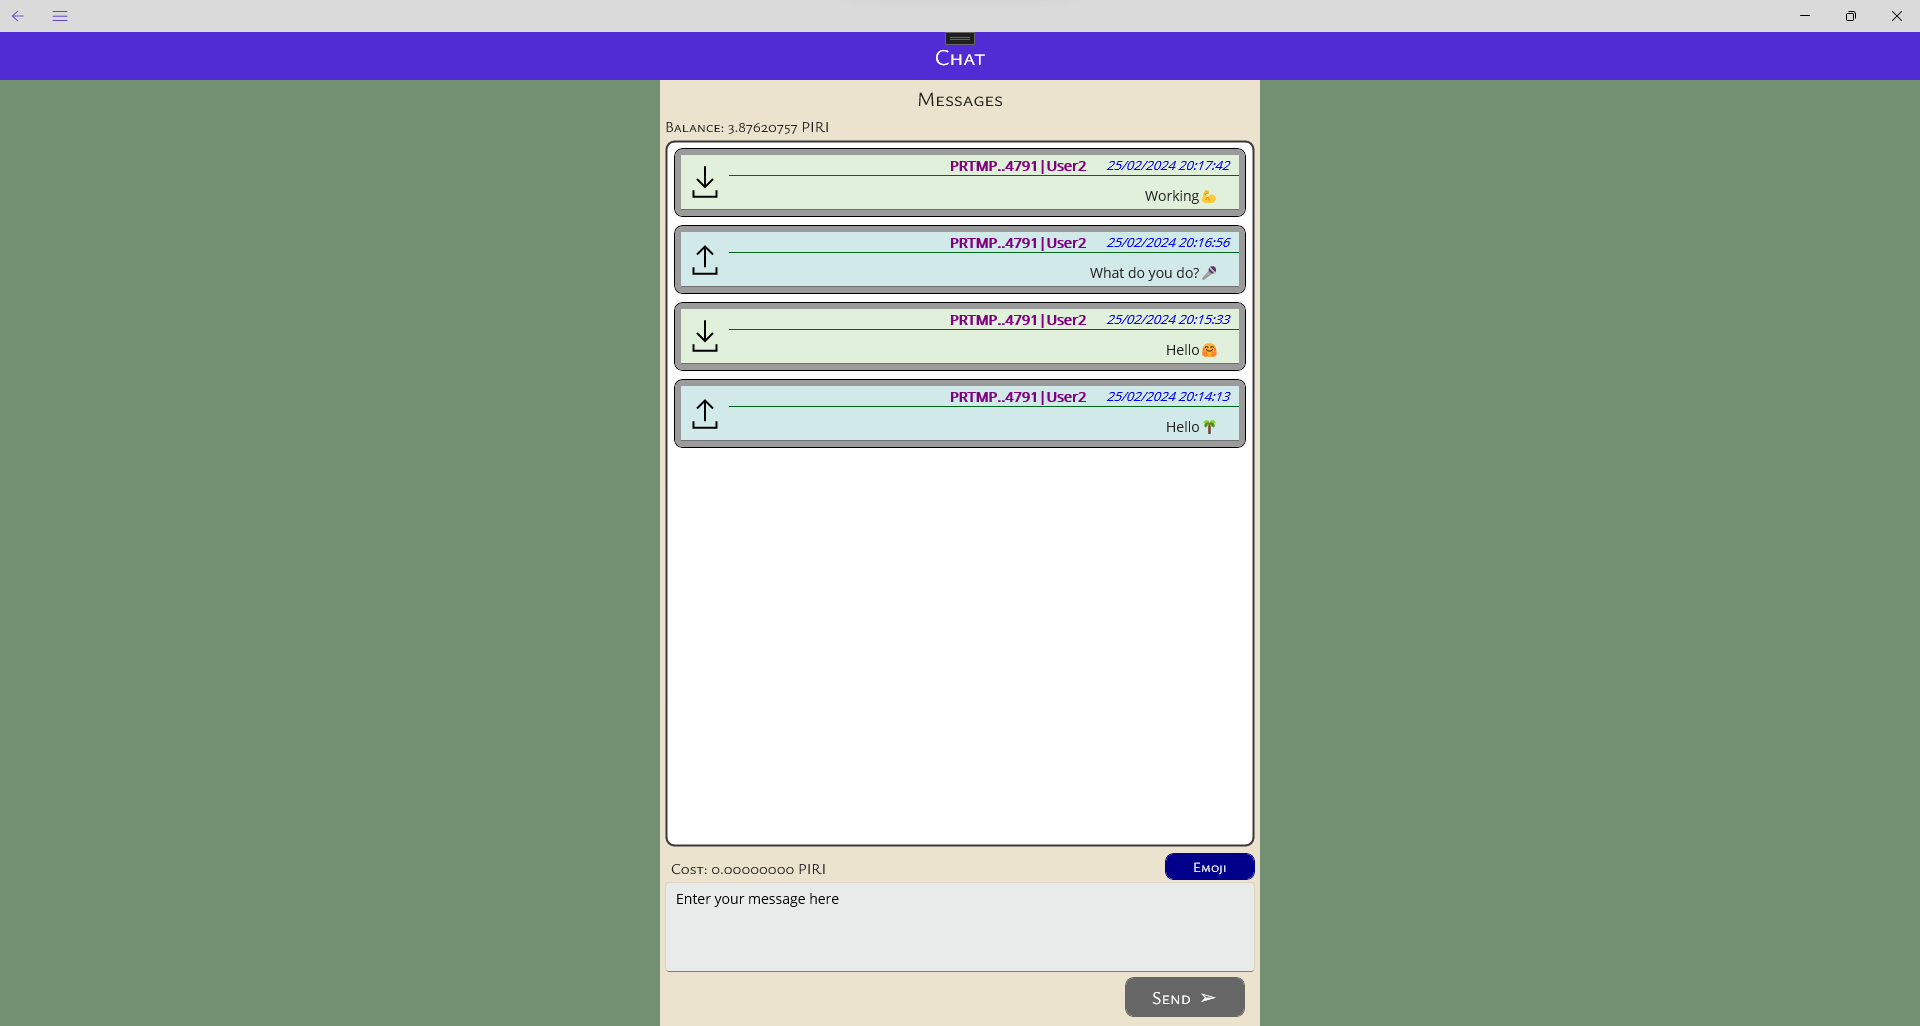 Chat
Messages
Balance: 3.87620757 PIRI
PRTMP..4791|User2 25/02/2024 20:17:42
Working💪
PRTMP..4791|User2 25/02/2024 20:16:56
What do you do?🎤
PRTMP..4791|User2 25/02/2024 20:15:33
Hello🤗
PRTMP..4791|User2 25/02/2024 20:14:13
Hello🌴
Cost: 0.00000000 PIRI
Emoji
Enter your message here
Send ➢